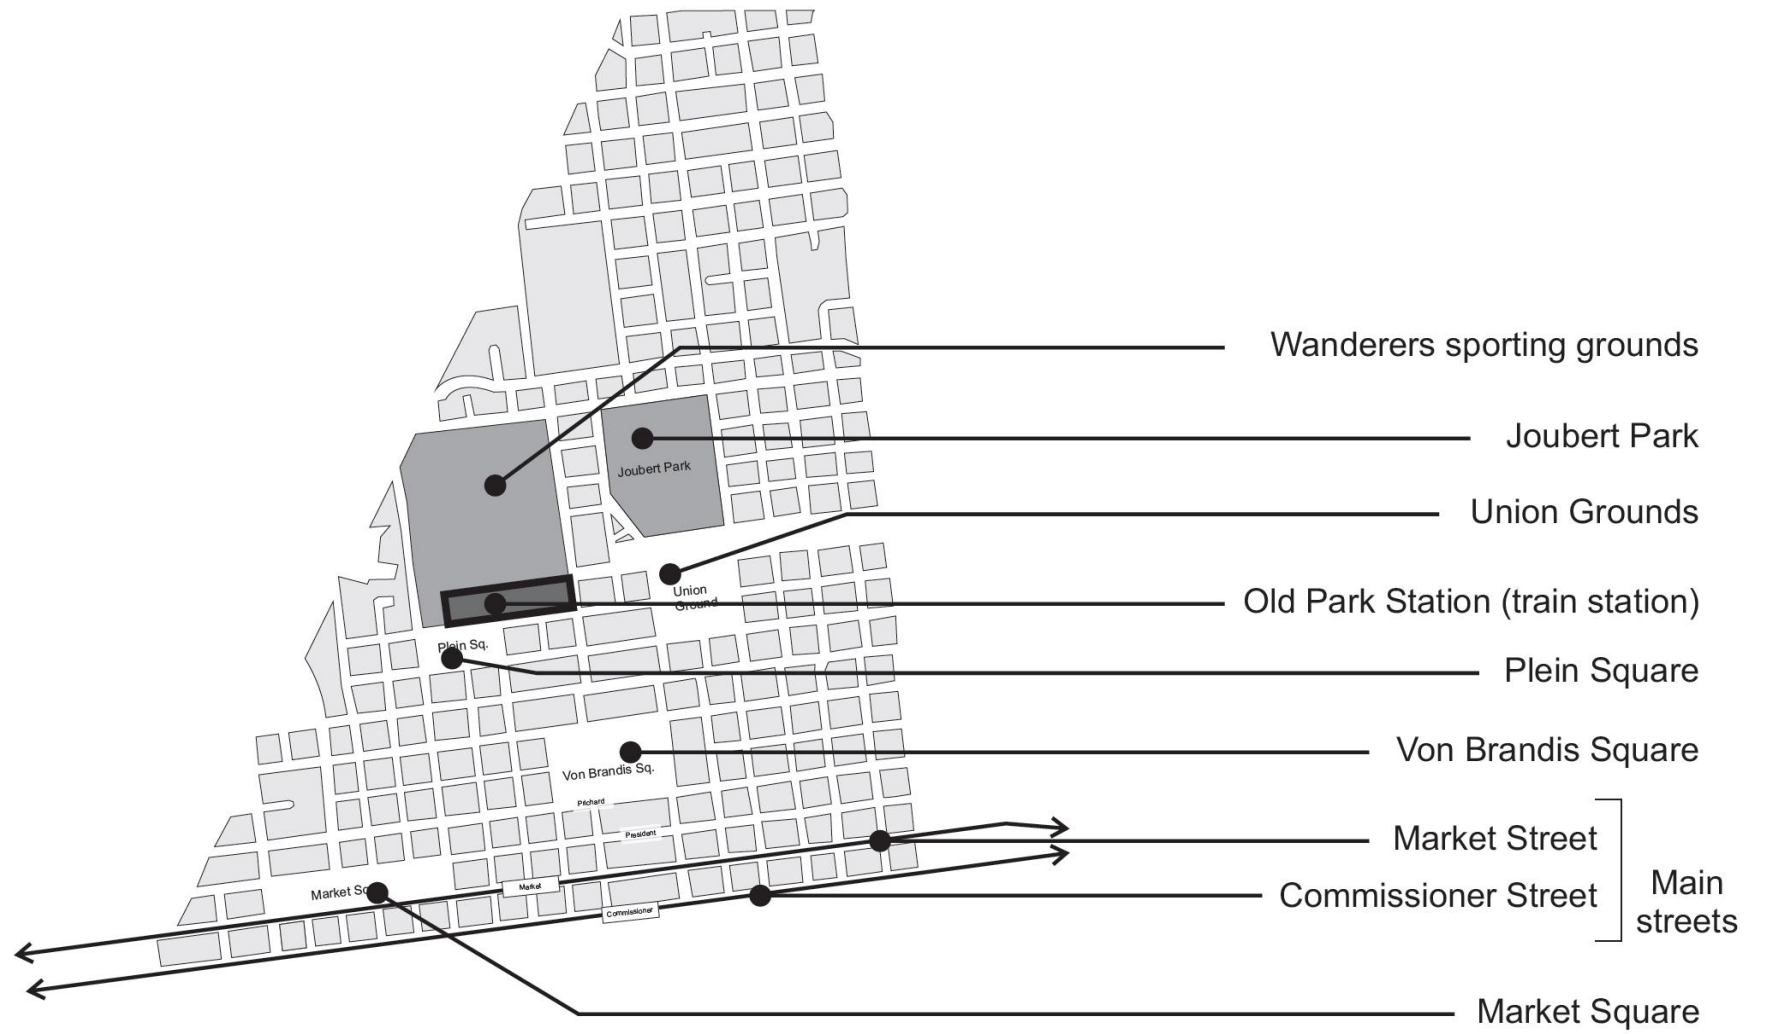 Wanderers sporting grounds
Joubert Park
Joubert Park
Union Grounds
Union
Ground
Old Park Station (train station)
Plein Sq.
Plein Square
Von Brandis Square
Von Brandis Sq.
Prichard
President
Market Street
Market Sq
Market
Commissioner Street
Commissioner
Main
streets
Market Square